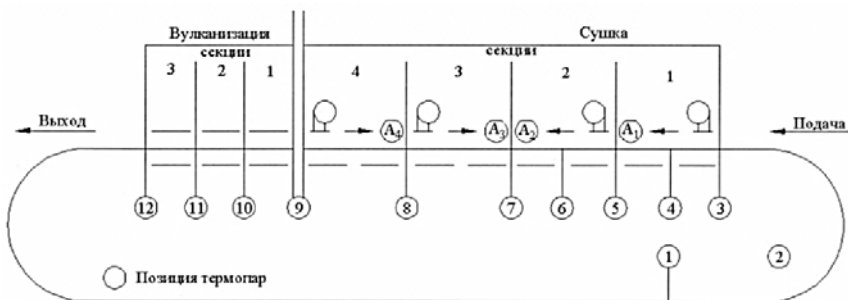 Вулканизация Сушка
секции секции
3 2 1 4 3 2 1
Выход A4 A3 A2 A1 Подача
12 11 10 9 8 7 6 5 4 3
1 2
Позиция термопар